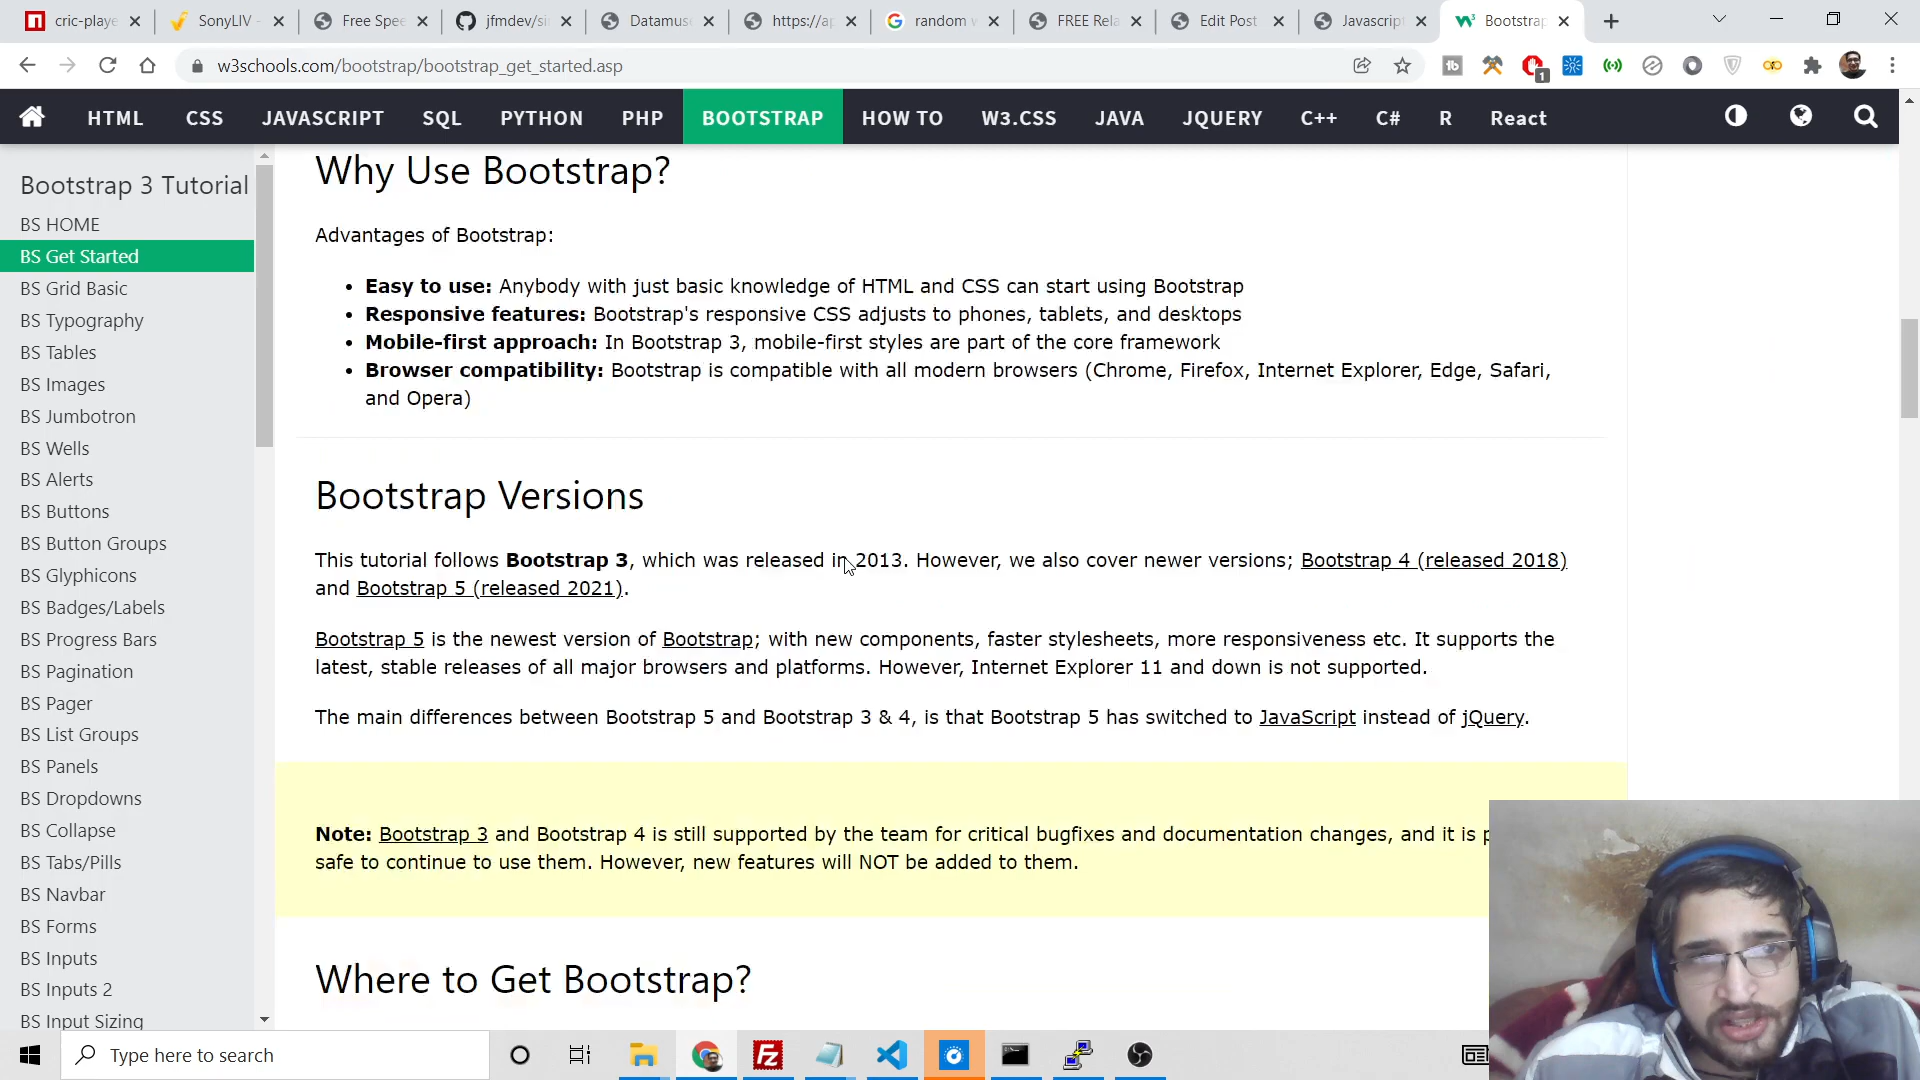 cric-playe
SonyLIV -
Free Spee
jfmdev/si
Datamus
https://ap
random w
FREE Rela
Edit Post
Javascript
Bootstrap
w3schools.com/bootstrap/bootstrap_get_started.asp
1
HTML CSS JAVASCRIPT SQL PYTHON PHP BOOTSTRAP HOW TO W3.CSS JAVA JQUERY C++ C# R React
Bootstrap 3 Tutorial
BS HOME
BS Get Started
BS Grid Basic
BS Typography
BS Tables
BS Images
BS Jumbotron
BS Wells
BS Alerts
BS Buttons
BS Button Groups
BS Glyphicons
BS Badges/Labels
BS Progress Bars
BS Pagination
BS Pager
BS List Groups
BS Panels
BS Dropdowns
BS Collapse
BS Tabs/Pills
BS Navbar
BS Forms
BS Inputs
BS Inputs 2
BS Input Sizing
Why Use Bootstrap?
Advantages of Bootstrap:
• Easy to use: Anybody with just basic knowledge of HTML and CSS can start using Bootstrap
• Responsive features: Bootstrap's responsive CSS adjusts to phones, tablets, and desktops
• Mobile-first approach: In Bootstrap 3, mobile-first styles are part of the core framework
• Browser compatibility: Bootstrap is compatible with all modern browsers (Chrome, Firefox, Internet Explorer, Edge, Safari,
and Opera)
Bootstrap Versions
This tutorial follows Bootstrap 3, which was released in 2013. However, we also cover newer versions; Bootstrap 4 (released 2018)
and Bootstrap 5 (released 2021).
Bootstrap 5 is the newest version of Bootstrap; with new components, faster stylesheets, more responsiveness etc. It supports the
latest, stable releases of all major browsers and platforms. However, Internet Explorer 11 and down is not supported.
The main differences between Bootstrap 5 and Bootstrap 3 & 4, is that Bootstrap 5 has switched to JavaScript instead of jQuery.
Note: Bootstrap 3 and Bootstrap 4 is still supported by the team for critical bugfixes and documentation changes, and it is p
safe to continue to use them. However, new features will NOT be added to them.
Where to Get Bootstrap?
Type here to search